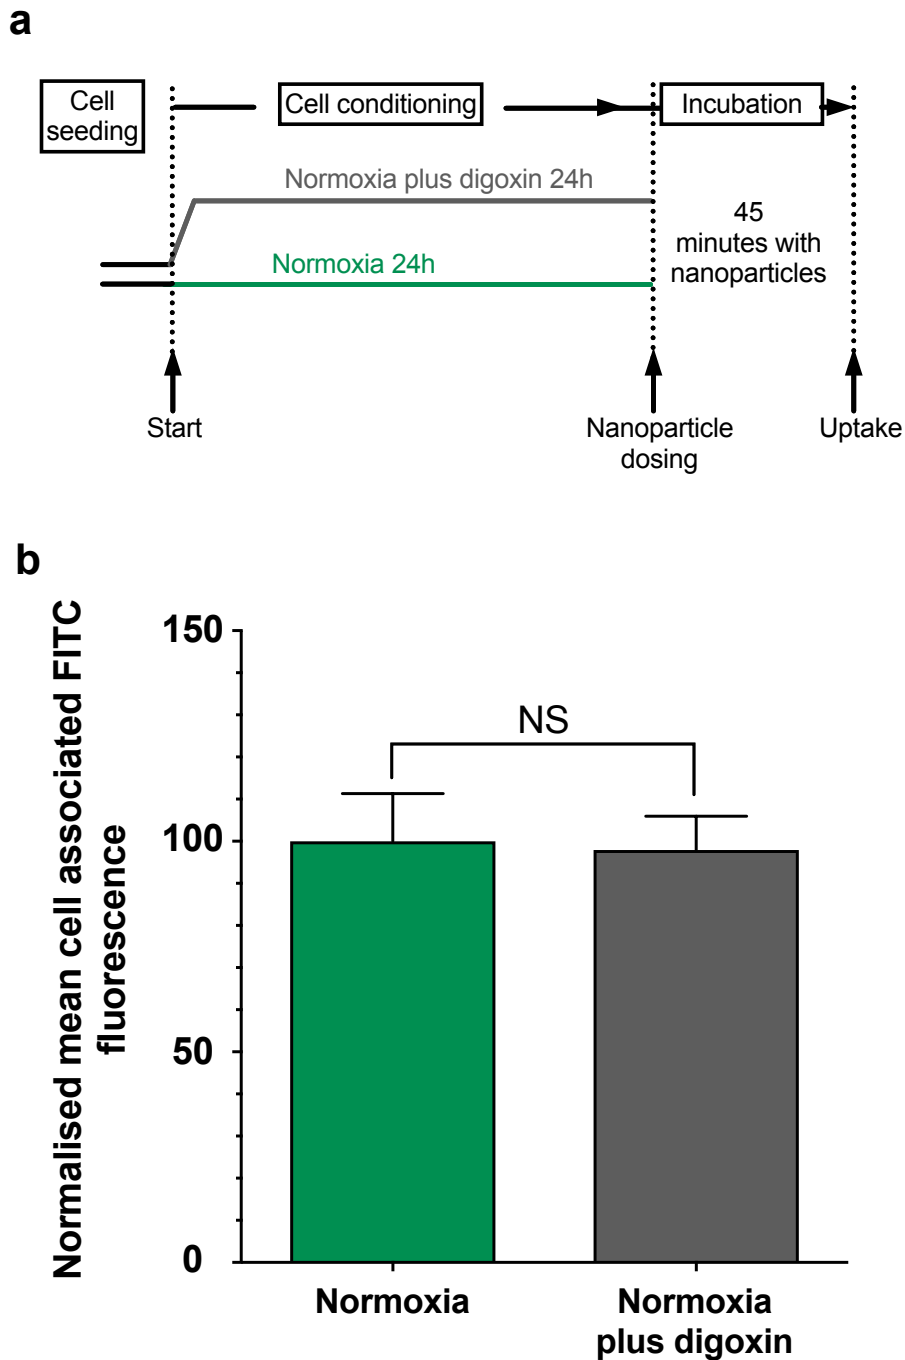 a
Cell
seeding
Cell conditioning
Incubation
Normoxia plus digoxin 24h
Normoxia 24h
45
minutes with
nanoparticles
Start
Nanoparticle
dosing
Uptake
b
Normalised mean cell associated FITC
fluorescence
150
100
50
0
NS
Normoxia
Normoxia
plus digoxin